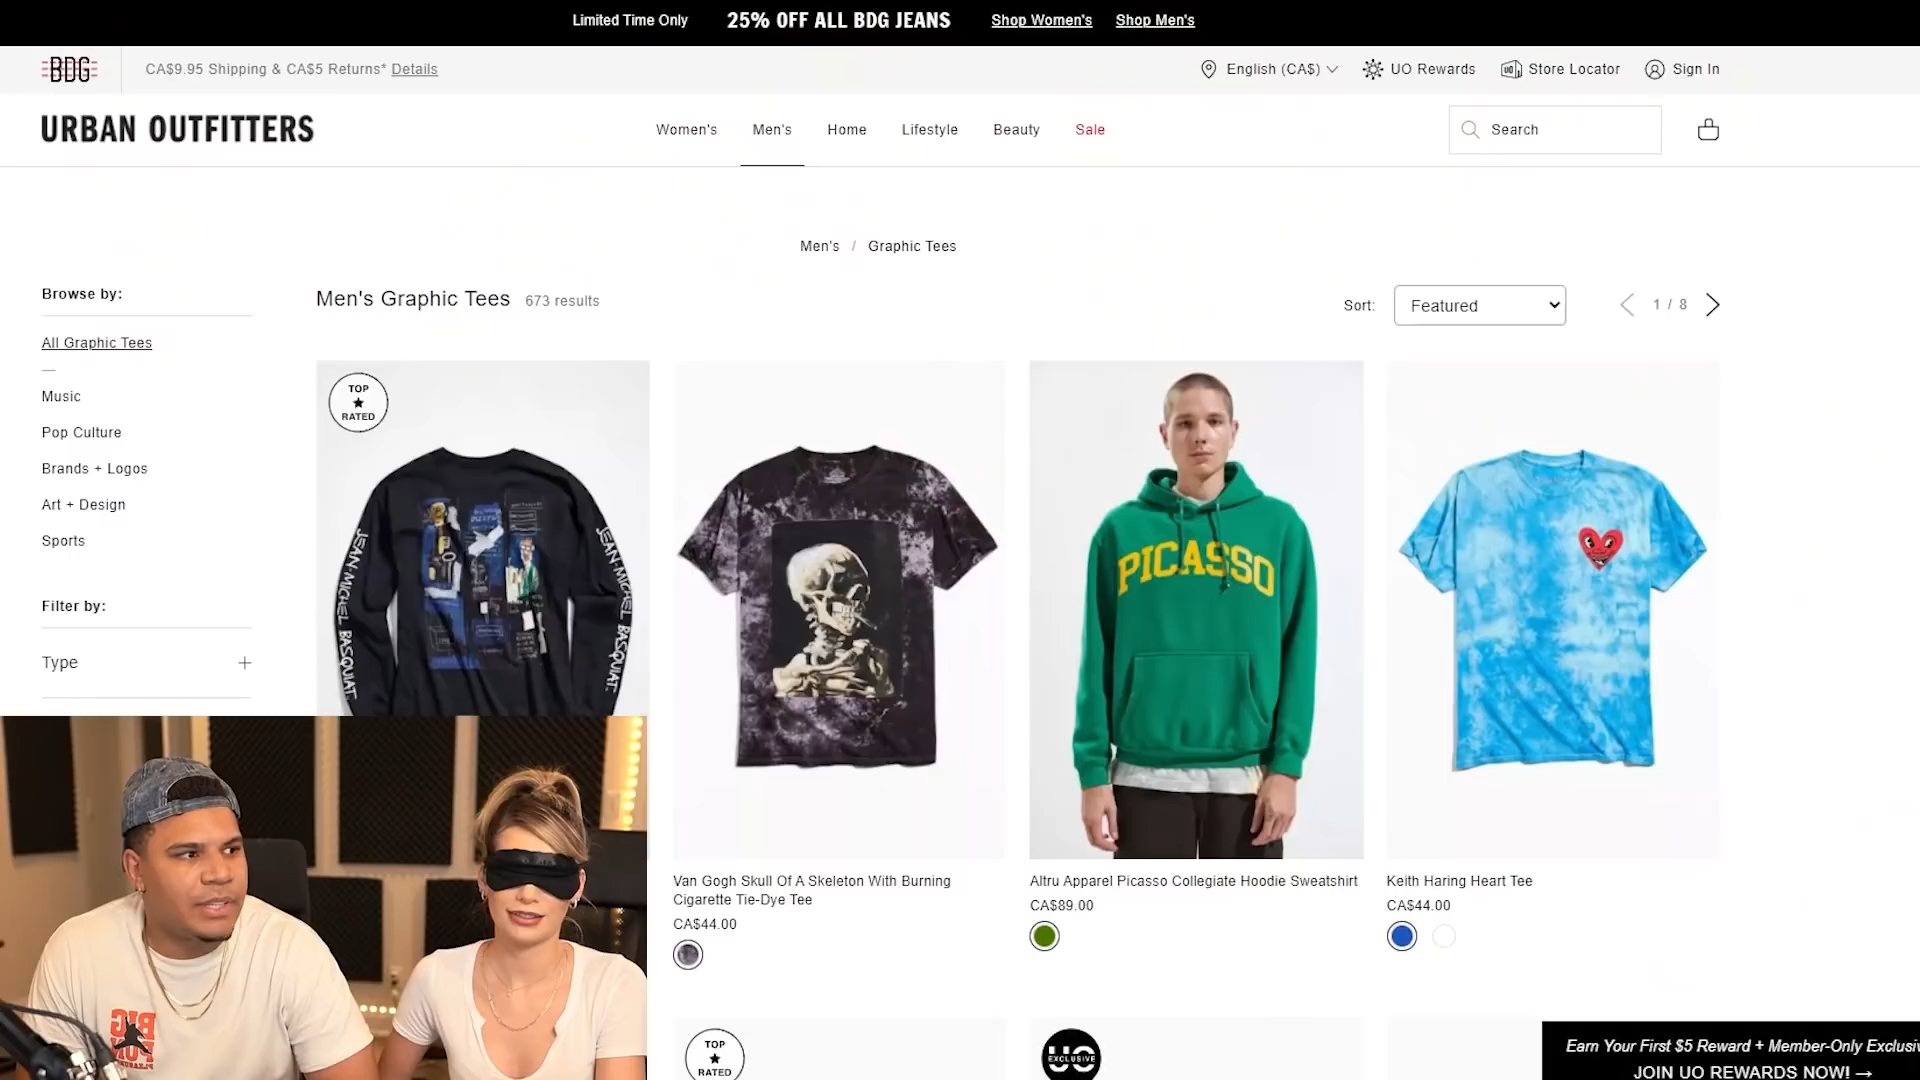 Limited Time Only 25% OFF ALL BDG JEANS Shop Women's Shop Men's
BDG CA$9.95 Shipping & CA$5 Returns* Details English (CA$) UO Rewards Store Locator Sign In
URBAN OUTFITTERS Women's Men's Home Lifestyle Beauty Sale Search
Men's / Graphic Tees
Browse by:
Men's Graphic Tees 673 results Sort: Featured 1 / 8
All Graphic Tees
—
Music
Pop Culture
Brands + Logos
Art + Design
Sports
Filter by:
Type +
TOP
RATED
JEAN-MICHEL BASQUIAT
JEAN-MICHEL BASQUIAT
PICASSO
Van Gogh Skull Of A Skeleton With Burning
Cigarette Tie-Dye Tee
CA$44.00
Altru Apparel Picasso Collegiate Hoodie Sweatshirt
CA$89.00
Keith Haring Heart Tee
CA$44.00
TOP
RATED
UO
EXCLUSIVE
Earn Your First $5 Reward + Member-Only
JOIN UO REWARDS NOW! →